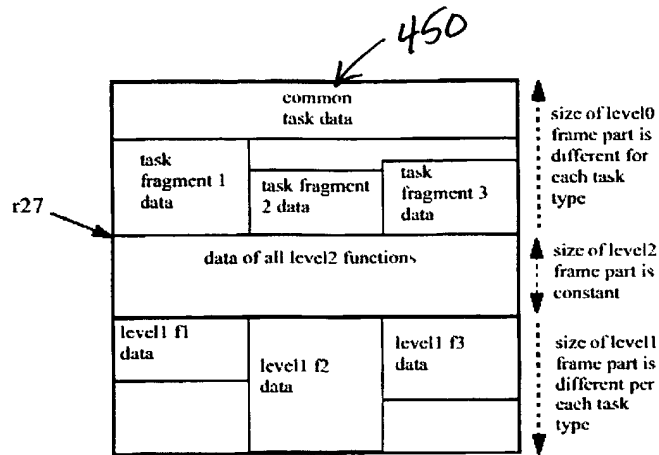 450
common
task data
task
fragment 1
data
task fragment
2 data
task
fragment 3
data
size of level0
frame part is
different for
each task
type
r27
data of all level2 functions
size of level2
frame part is
constant
level1 f1
data
level1 f2
data
level1 f3
data
size of level1
frame part is
different per
each task
type